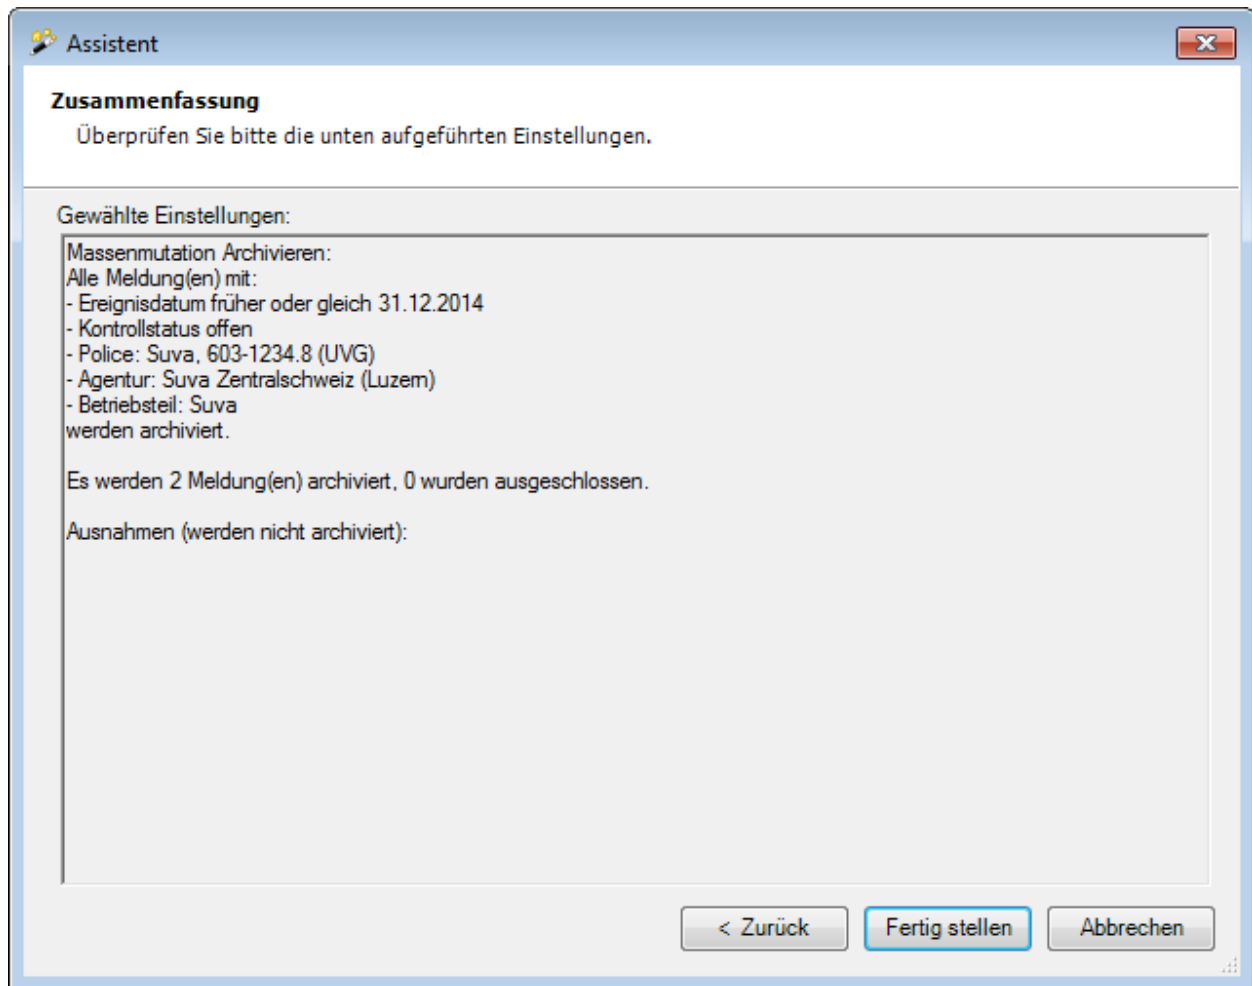 Assistent
Zusammenfassung
Überprüfen Sie bitte die unten aufgeführten Einstellungen.
Gewählte Einstellungen:
Massenmutation Archivieren:
Alle Meldung(en) mit:
- Ereignisdatum früher oder gleich 31.12.2014
- Kontrollstatus offen
- Police: Suva, 603-1234.8 (UVG)
- Agentur: Suva Zentralschweiz (Luzern)
- Betriebsteil: Suva
werden archiviert.
Es werden 2 Meldung(en) archiviert, 0 wurden ausgeschlossen.
Ausnahmen (werden nicht archiviert):
< Zurück Fertig stellen Abbrechen